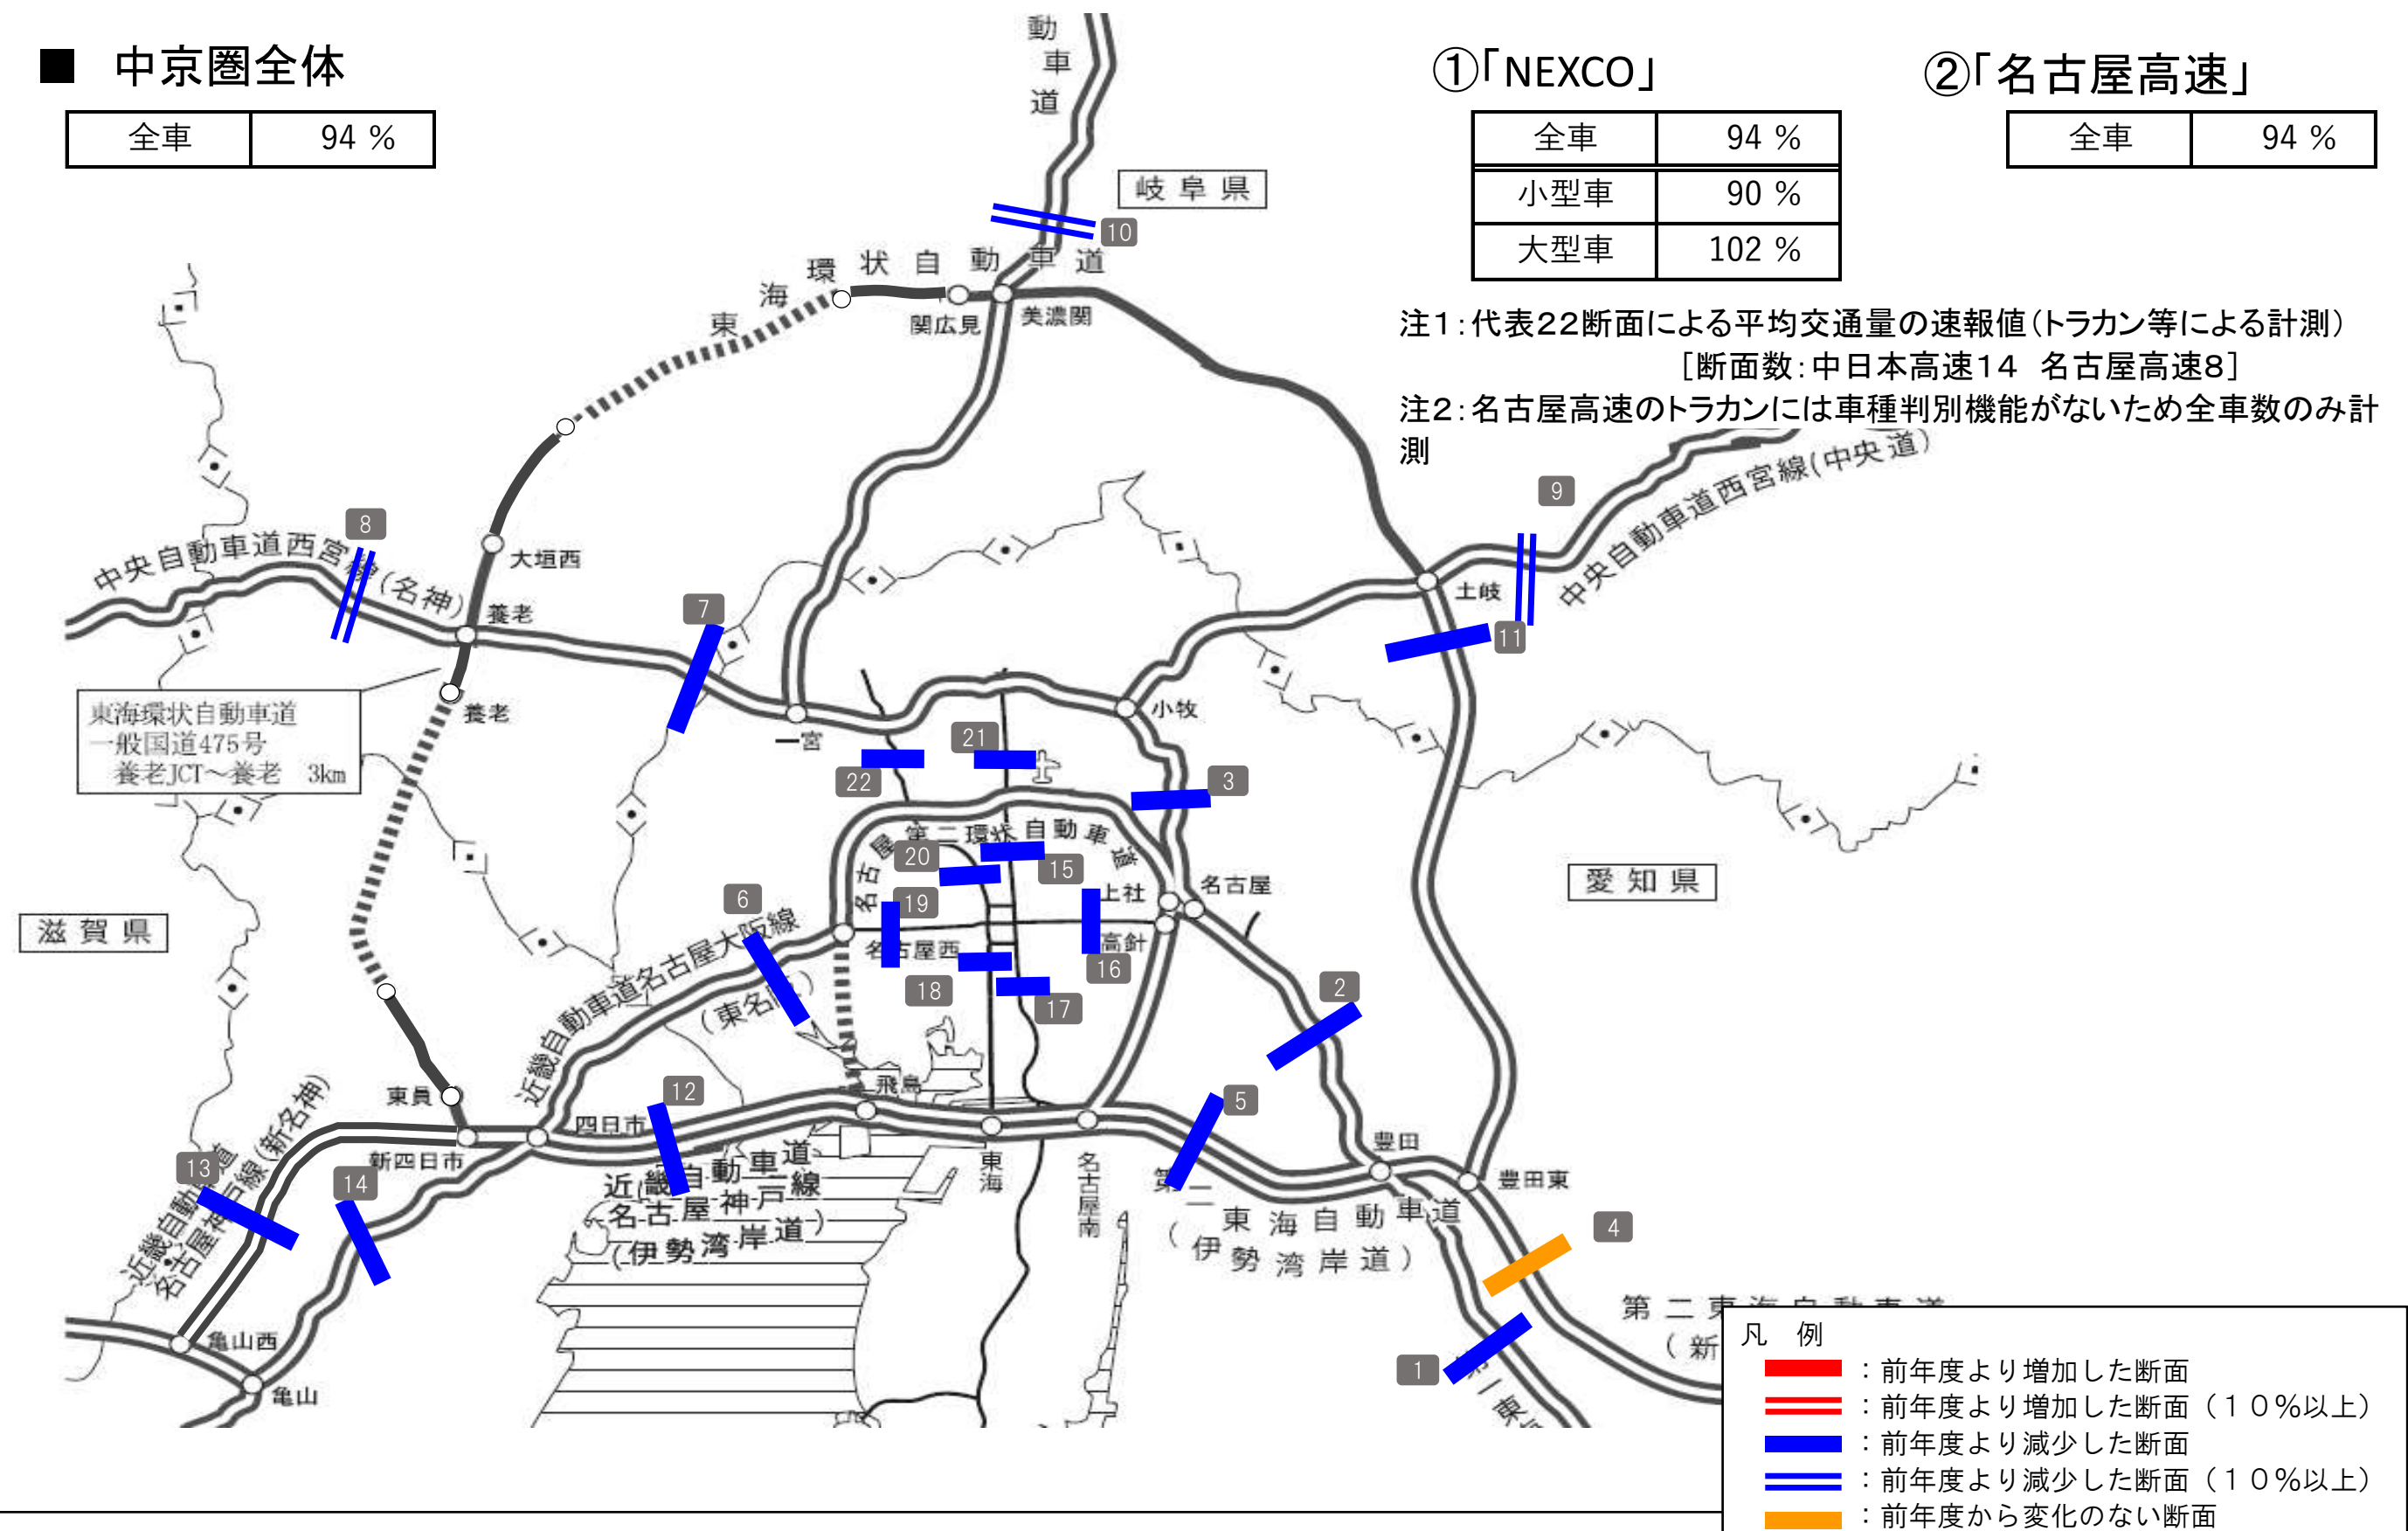 ■ 中京圏全体
全車 94 %
①｢NEXCO｣
全車 94 %
小型車 90 %
大型車 102 %
②｢名古屋高速｣
全車 94 %
注１：代表２２断面による平均交通量の速報値（トラカン等による計測）
［断面数：中日本高速１４ 名古屋高速８］
注２：名古屋高速のトラカンには車種判別機能がないため全車数のみ計
測
動車道
岐阜県
10
東海環状自動車道
関広見
美濃関
9
中央自動車道西宮線(中央道)
8
中央自動車道西宮線(名神)
大垣西
養老
7
土岐
11
養老
東海環状自動車道
一般国道475号
養老JCT～養老 3km
一宮
小牧
21
22
3
名古屋第二環状自動車道
20
15
愛知県
滋賀県
6
19
上社
名古屋
名古屋西
高針
16
18
17
近畿自動車道名古屋大阪線
(東名阪)
2
東員
12
飛島
5
四日市
新四日市
13
14
近畿自動車道
名古屋神戸線(新名神)
近畿自動車道
名古屋神戸線
(伊勢湾岸道)
東海
名古屋南
豊田
豊田東
第二東海自動車道
(伊勢湾岸道)
4
第二東海自動車道
(新
亀山西
亀山
1
第一東
凡 例
：前年度より増加した断面
：前年度より増加した断面（１０％以上）
：前年度より減少した断面
：前年度より減少した断面（１０％以上）
：前年度から変化のない断面